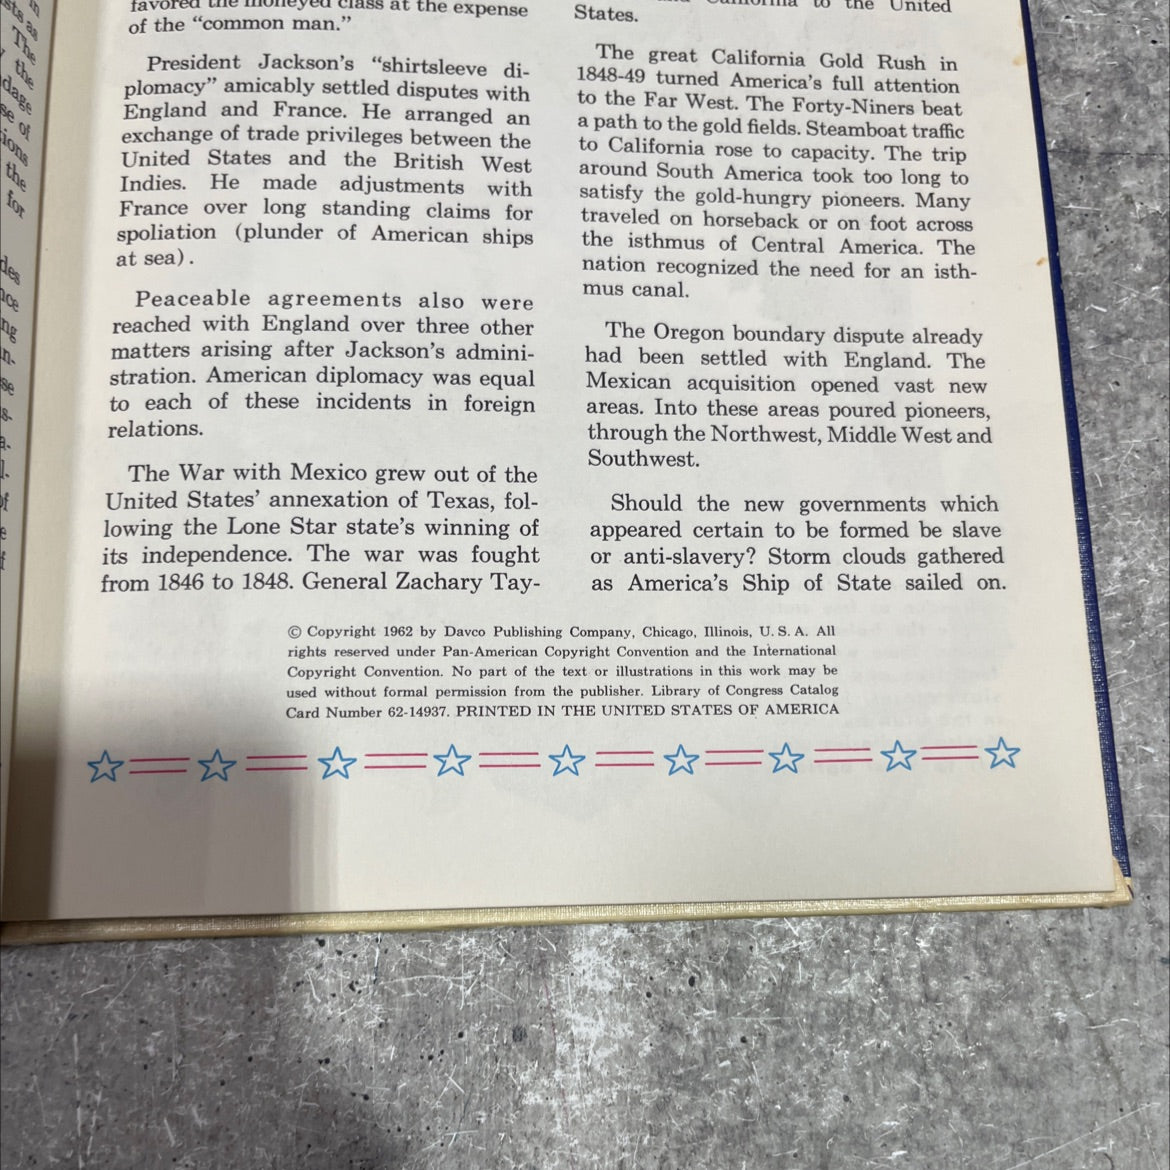 favored the moneyed class at the expense
of the “common man.”
President Jackson’s “shirtsleeve di-
plomacy” amicably settled disputes with
England and France. He arranged an
exchange of trade privileges between the
United States and the British West
Indies. He made adjustments with
France over long standing claims for
spoliation (plunder of American ships
at sea).
Peaceable agreements also were
reached with England over three other
matters arising after Jackson’s admini-
stration. American diplomacy was equal
to each of these incidents in foreign
relations.
The War with Mexico grew out of the
United States’ annexation of Texas, fol-
lowing the Lone Star state’s winning of
its independence. The war was fought
from 1846 to 1848. General Zachary Tay-
California to the United
States.
The great California Gold Rush in
1848-49 turned America’s full attention
to the Far West. The Forty-Niners beat
a path to the gold fields. Steamboat traffic
to California rose to capacity. The trip
around South America took too long to
satisfy the gold-hungry pioneers. Many
traveled on horseback or on foot across
the isthmus of Central America. The
nation recognized the need for an isth-
mus canal.
The Oregon boundary dispute already
had been settled with England. The
Mexican acquisition opened vast new
areas. Into these areas poured pioneers,
through the Northwest, Middle West and
Southwest.
Should the new governments which
appeared certain to be formed be slave
or anti-slavery? Storm clouds gathered
as America’s Ship of State sailed on.
© Copyright 1962 by Davco Publishing Company, Chicago, Illinois, U. S. A. All
rights reserved under Pan-American Copyright Convention and the International
Copyright Convention. No part of the text or illustrations in this work may be
used without formal permission from the publisher. Library of Congress Catalog
Card Number 62-14937. PRINTED IN THE UNITED STATES OF AMERICA